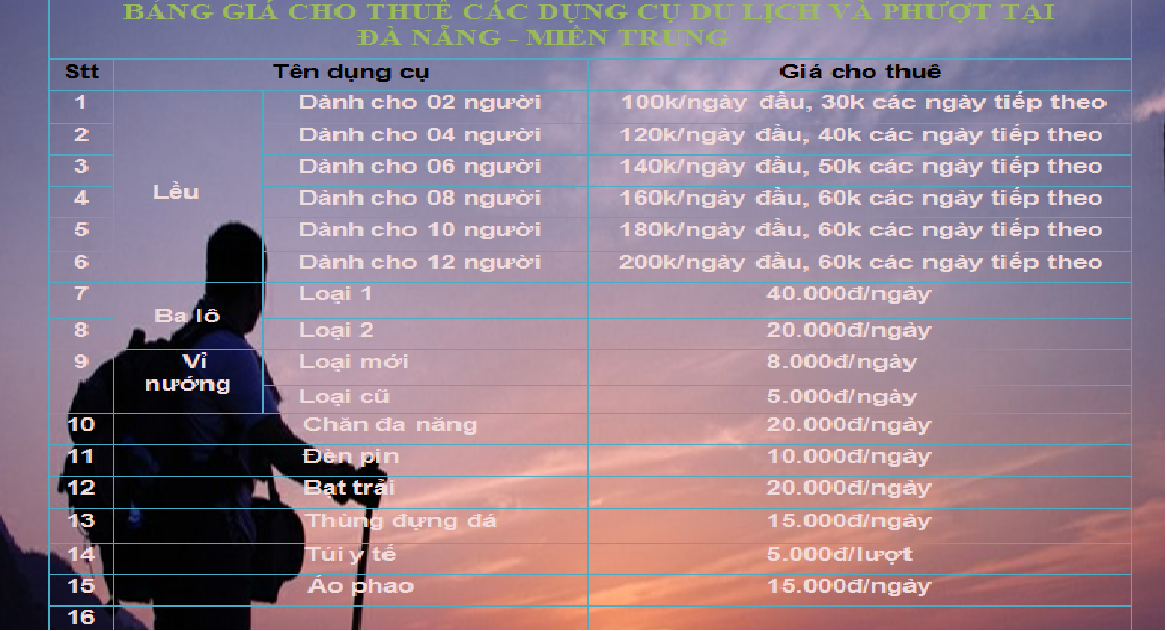 BẢNG GIÁ CHO THUÊ CÁC DỤNG CỤ DU LỊCH VÀ PHƯỢT TẠI
ĐÀ NẴNG - MIỀN TRUNG
Stt Tên dụng cụ Giá cho thuê
1 Dành cho 02 người 100k/ngày đầu, 30k các ngày tiếp theo
2 Dành cho 04 người 120k/ngày đầu, 40k các ngày tiếp theo
3 Dành cho 06 người 140k/ngày đầu, 50k các ngày tiếp theo
Lều
4 Dành cho 08 người 160k/ngày đầu, 60k các ngày tiếp theo
5 Dành cho 10 người 180k/ngày đầu, 60k các ngày tiếp theo
6 Dành cho 12 người 200k/ngày đầu, 60k các ngày tiếp theo
7 Loại 1 40.000đ/ngày
Ba lô
8 Loại 2 20.000đ/ngày
9 Vỉ Loại mới 8.000đ/ngày
nướng
Loại cũ 5.000đ/ngày
10 Chăn đa năng 20.000đ/ngày
11 Đèn pin 10.000đ/ngày
12 Bạt trải 20.000đ/ngày
13 Thùng đựng đá 15.000đ/ngày
14 Túi y tế 5.000đ/lượt
15 Áo phao 15.000đ/ngày
16